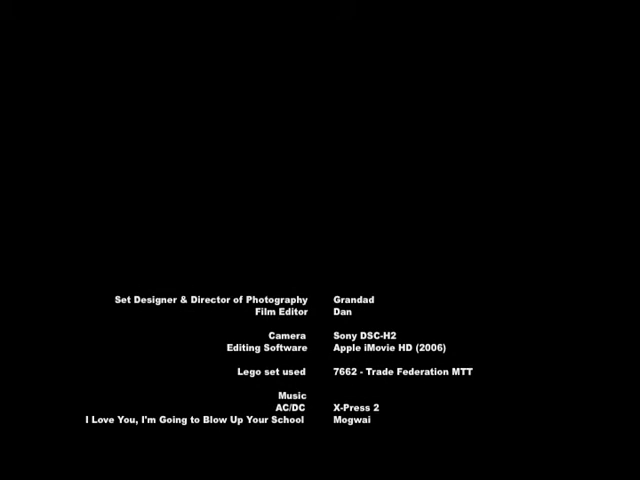 Set Designer & Director of Photography Grandad
Film Editor Dan
Camera Sony DSC-H2
Editing Software Apple iMovie HD (2006)
Lego set used 7662 - Trade Federation MTT
Music
AC/DC X-Press 2
I Love You, I'm Going to Blow Up Your School Mogwai